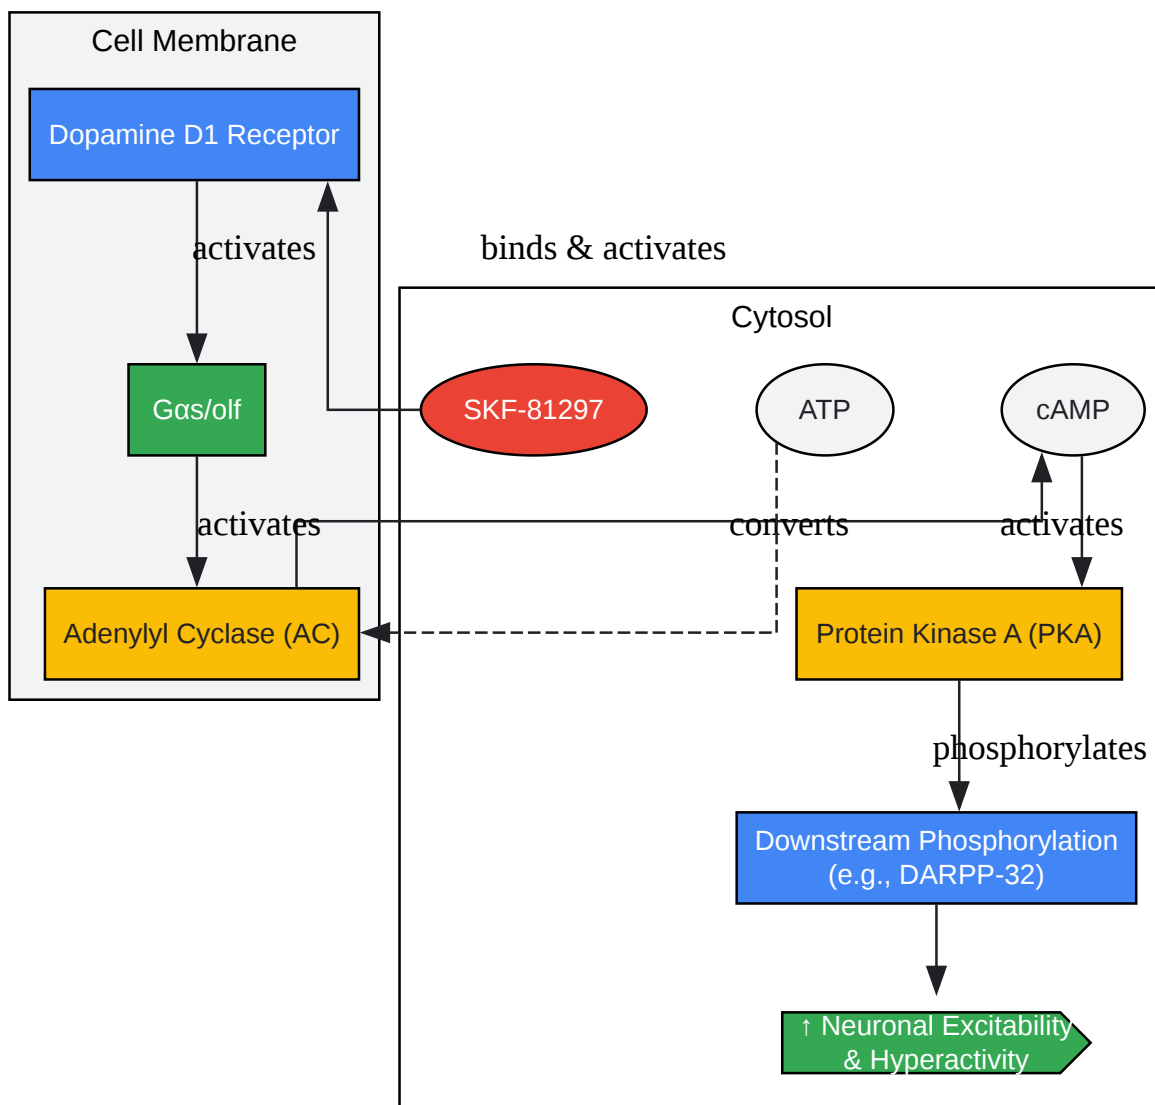 Cell Membrane
Dopamine D1 Receptor
activates
binds & activates
Cytosol
Gαs/olf
SKF-81297
ATP
cAMP
activates
converts
activates
Adenylyl Cyclase (AC)
Protein Kinase A (PKA)
phosphorylates
Downstream Phosphorylation
(e.g., DARPP-32)
↑ Neuronal Excitability
& Hyperactivity